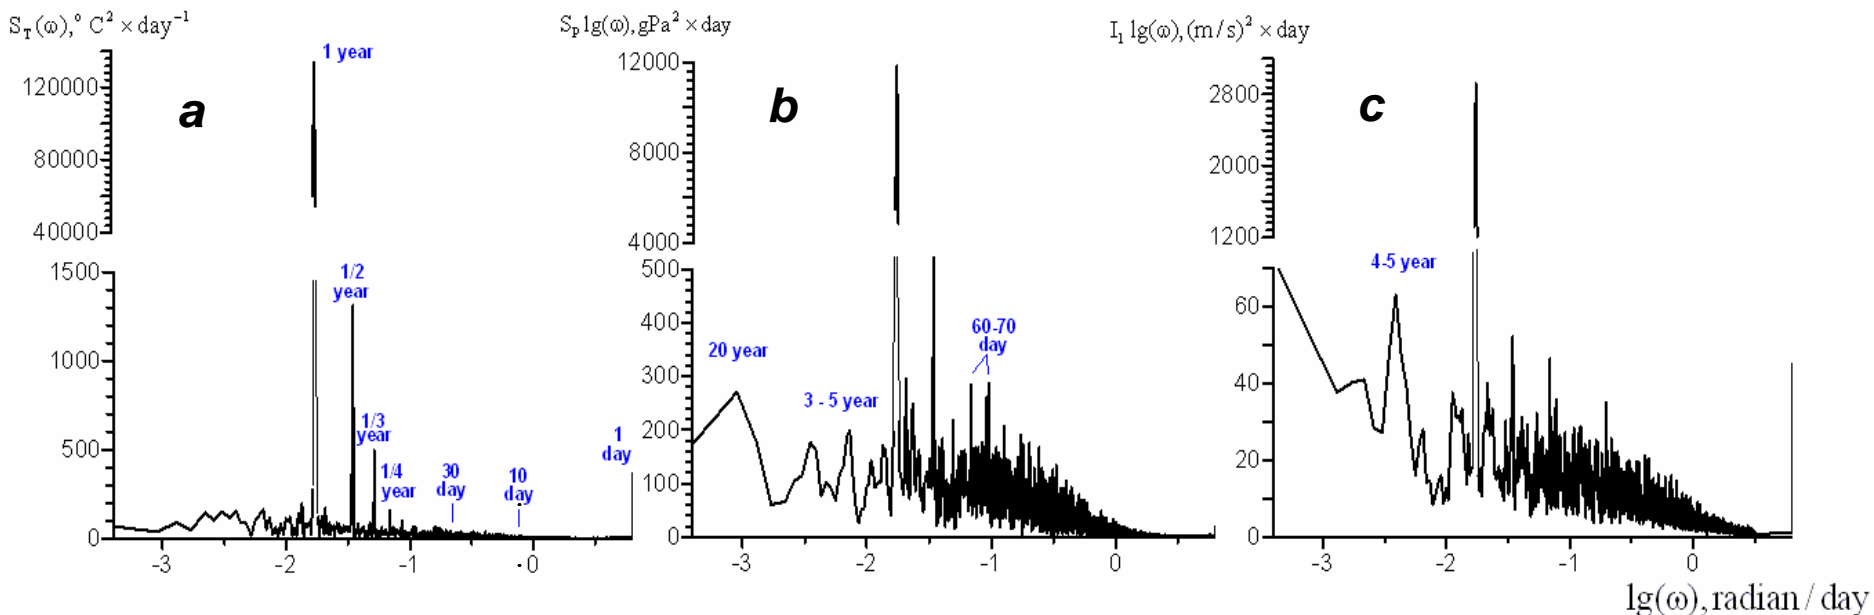 S_T(ω),° C² × day⁻¹
a
1 year
120000
80000
40000
1500
1000
500
0
1/2
year
1/3
year
1/4
year
30
day
10
day
1
day
-3
-2
-1
0
S_P lg(ω), gPa² × day
b
12000
8000
4000
500
400
300
200
100
0
20 year
3 - 5 year
60-70
day
-3
-2
-1
0
I₁ lg(ω), (m/s)² × day
c
2800
2000
1200
60
40
20
0
4-5 year
-3
-2
-1
0
lg(ω), radian / day